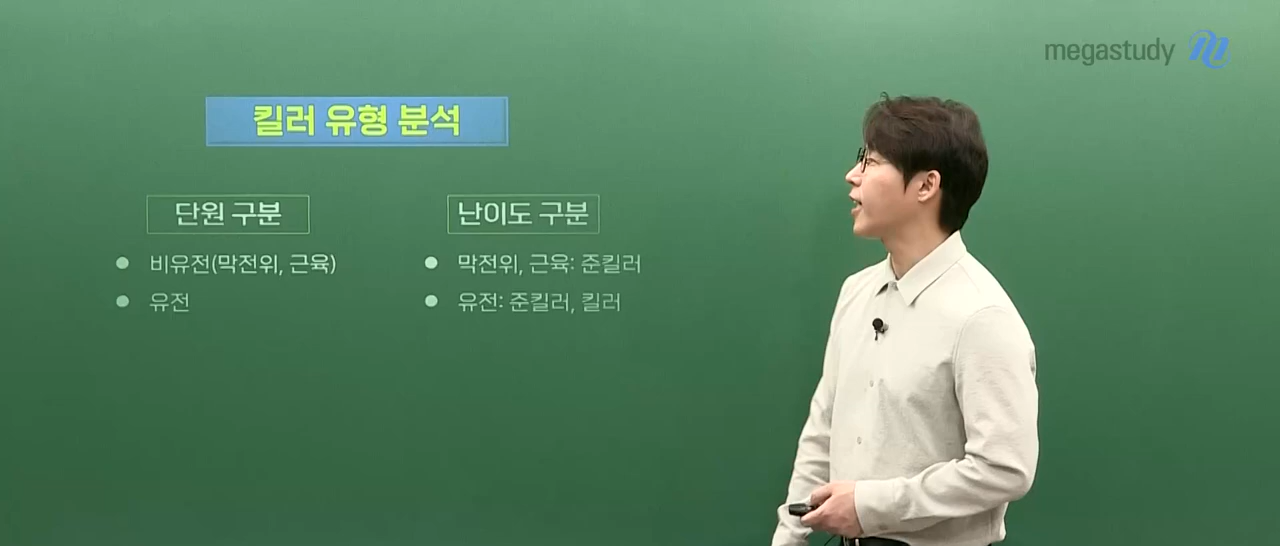 megastudy
킬러 유형 분석
단원 구분
비유전(막전위, 근육)
유전
난이도 구분
막전위, 근육: 준킬러
유전: 준킬러, 킬러